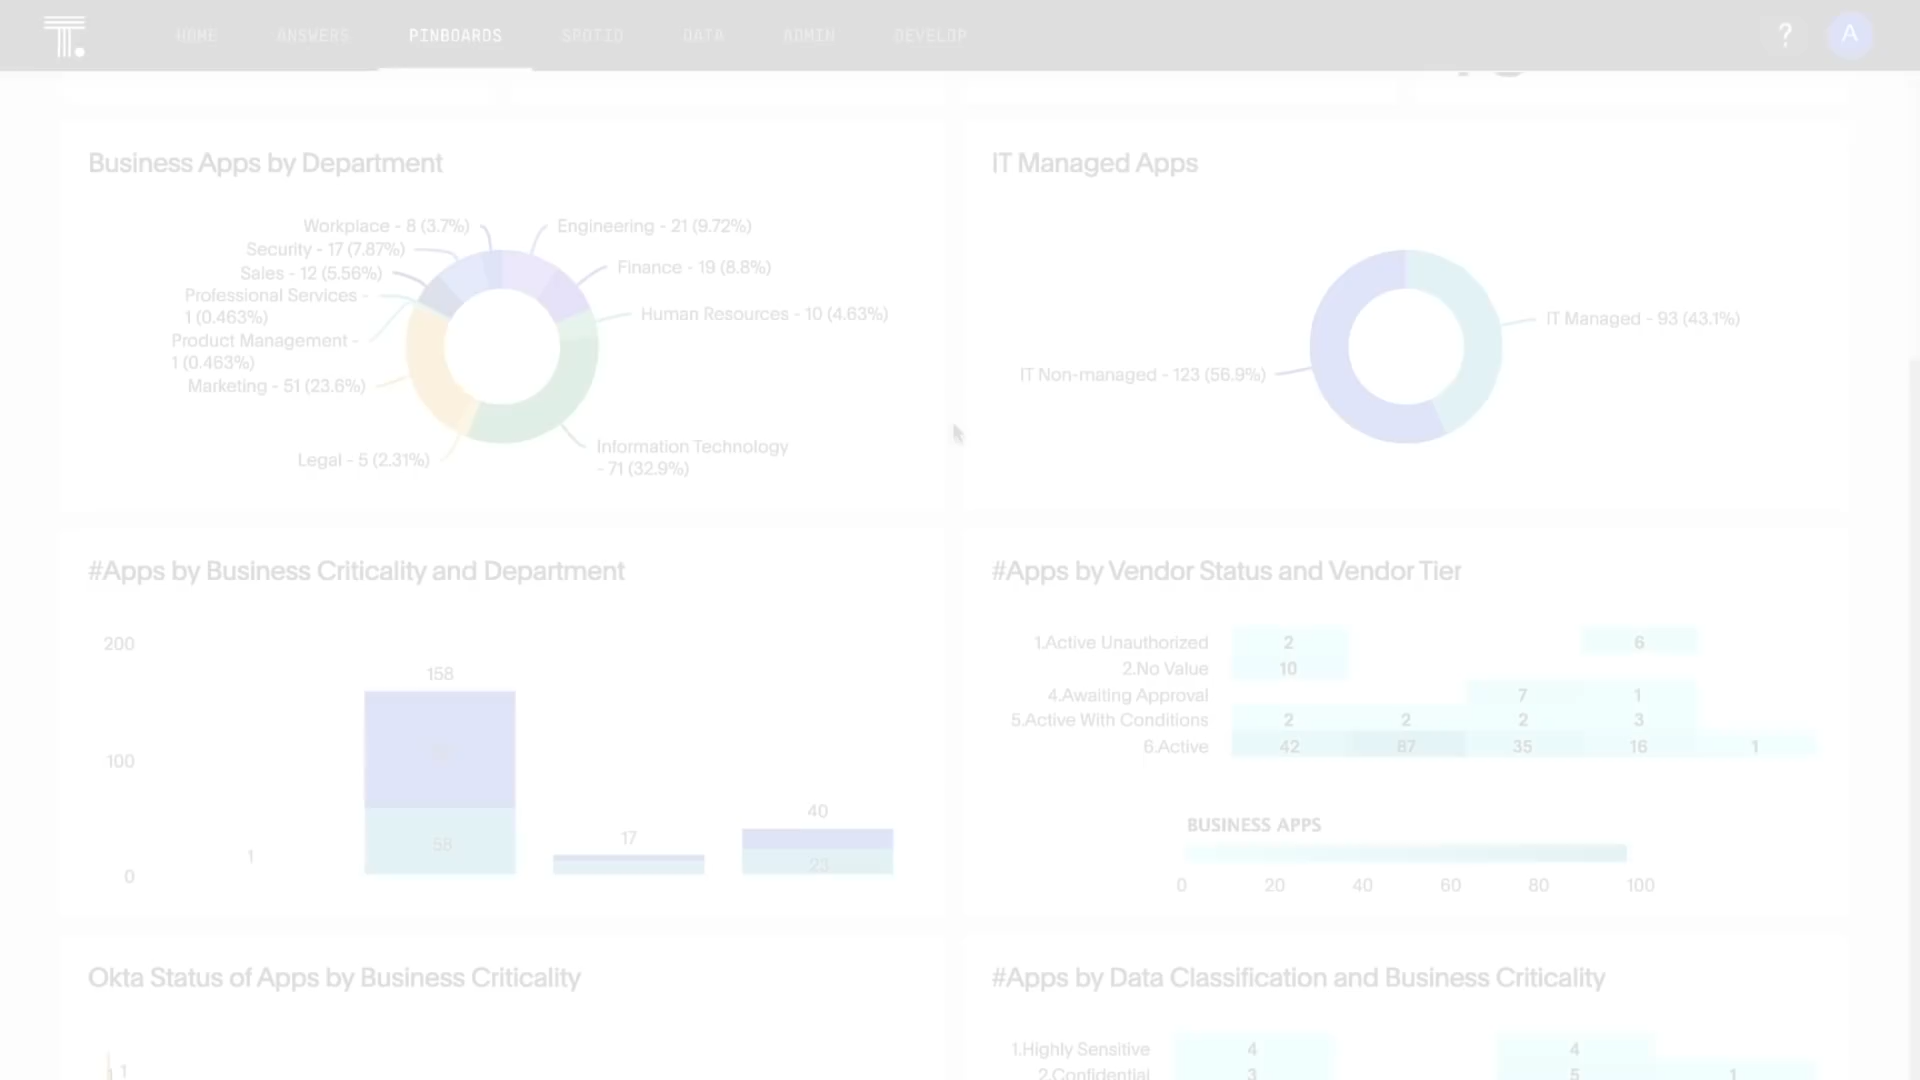 T.
HOME ANSWERS PINBOARDS SPOTIQ DATA ADMIN DEVELOP ? A
Business Apps by Department
Workplace - 8 (3.7%)
Engineering - 21 (9.72%)
Security - 17 (7.87%)
Finance - 19 (8.8%)
Sales - 12 (5.56%)
Professional Services -
1 (0.463%)
Human Resources - 10 (4.63%)
Product Management -
1 (0.463%)
Marketing - 51 (23.6%)
Information Technology
- 71 (32.9%)
Legal - 5 (2.31%)
IT Managed Apps
IT Managed - 93 (43.1%)
IT Non-managed - 123 (56.9%)
#Apps by Business Criticality and Department
200
100
0
1
158
58
17
40
23
#Apps by Vendor Status and Vendor Tier
1.Active Unauthorized 2 6
2.No Value 10
4.Awaiting Approval 7 1
5.Active With Conditions 2 2 2 3
6.Active 42 87 35 16 1
BUSINESS APPS
0 20 40 60 80 100
Okta Status of Apps by Business Criticality
1
#Apps by Data Classification and Business Criticality
1.Highly Sensitive 4 4
2.Confidential 3 5 1